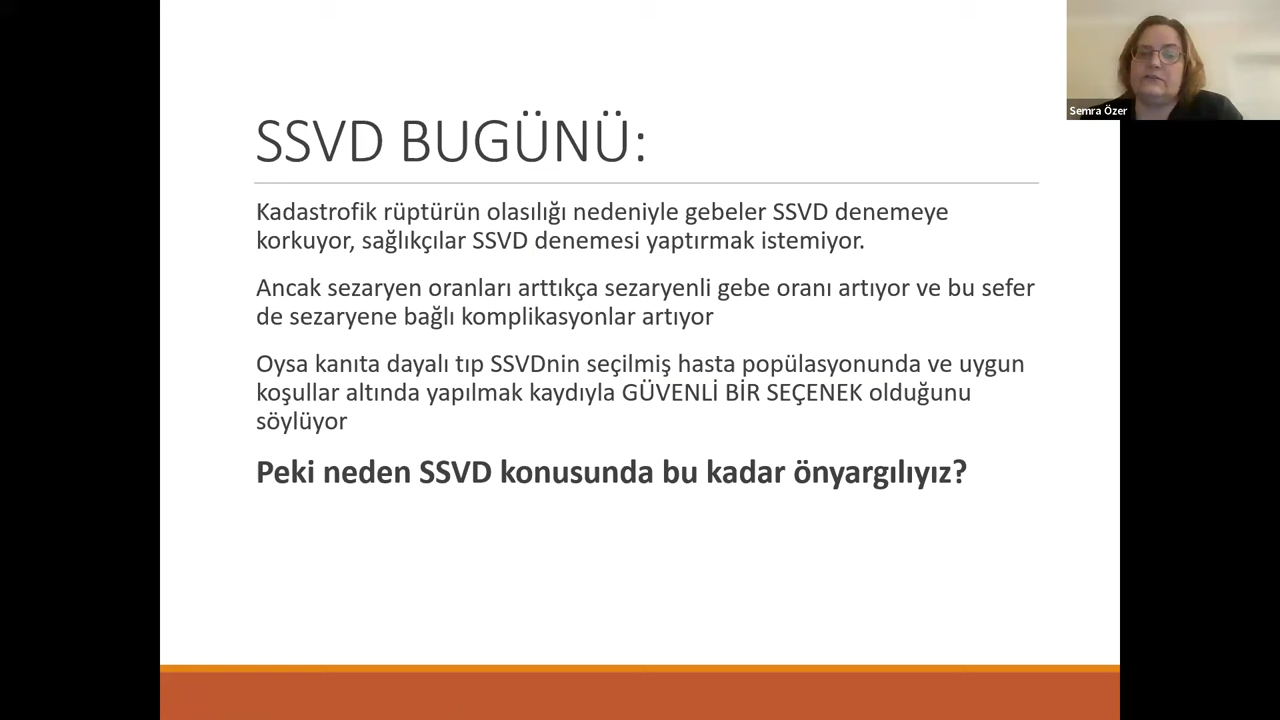 SSVD BUGÜNÜ:
Kadastrofik rüptürün olasılığı nedeniyle gebeler SSVD denemeye
korkuyor, sağlıkçılar SSVD denemesi yaptırmak istemiyor.
Ancak sezaryen oranları arttıkça sezaryenli gebe oranı artıyor ve bu sefer
de sezaryene bağlı komplikasyonlar artıyor
Oysa kanıta dayalı tıp SSVDnin seçilmiş hasta popülasyonunda ve uygun
koşullar altında yapılmak kaydıyla GÜVENLİ BİR SEÇENEK olduğunu
söylüyor
Peki neden SSVD konusunda bu kadar önyargılıyız?
Semra Özer